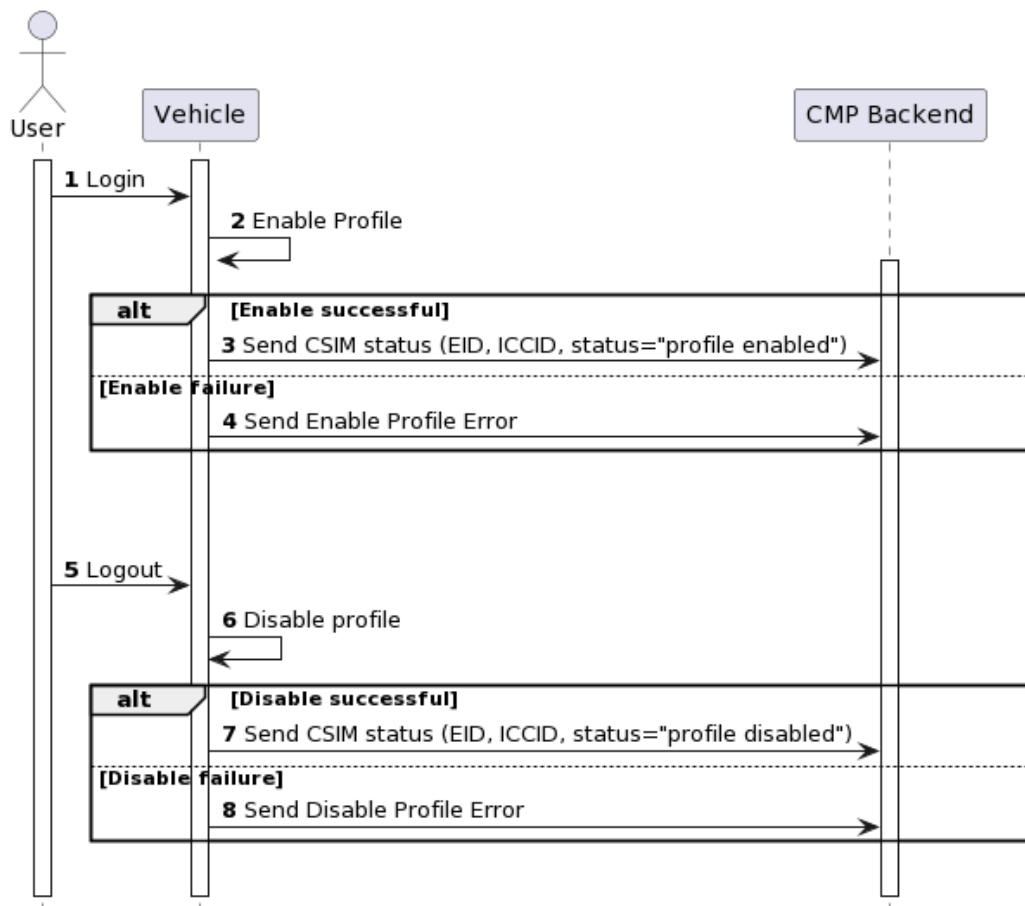 User
Vehicle
CMP Backend
1 Login
2 Enable Profile
alt [Enable successful]
3 Send CSIM status (EID, ICCID, status="profile enabled")
[Enable failure]
4 Send Enable Profile Error
5 Logout
6 Disable profile
alt [Disable successful]
7 Send CSIM status (EID, ICCID, status="profile disabled")
[Disable failure]
8 Send Disable Profile Error